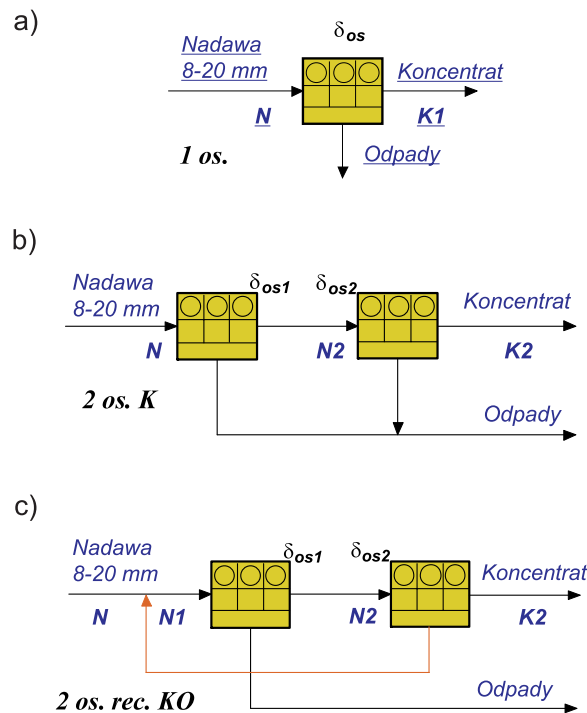 a)
δos
Nadawa
8-20 mm
Koncentrat
N
K1
1 os.
Odpady
b)
Nadawa
8-20 mm
δos1
δos2
Koncentrat
N
N2
K2
2 os. K
Odpady
c)
Nadawa
8-20 mm
δos1
δos2
Koncentrat
N
N1
N2
K2
2 os. rec. KO
Odpady